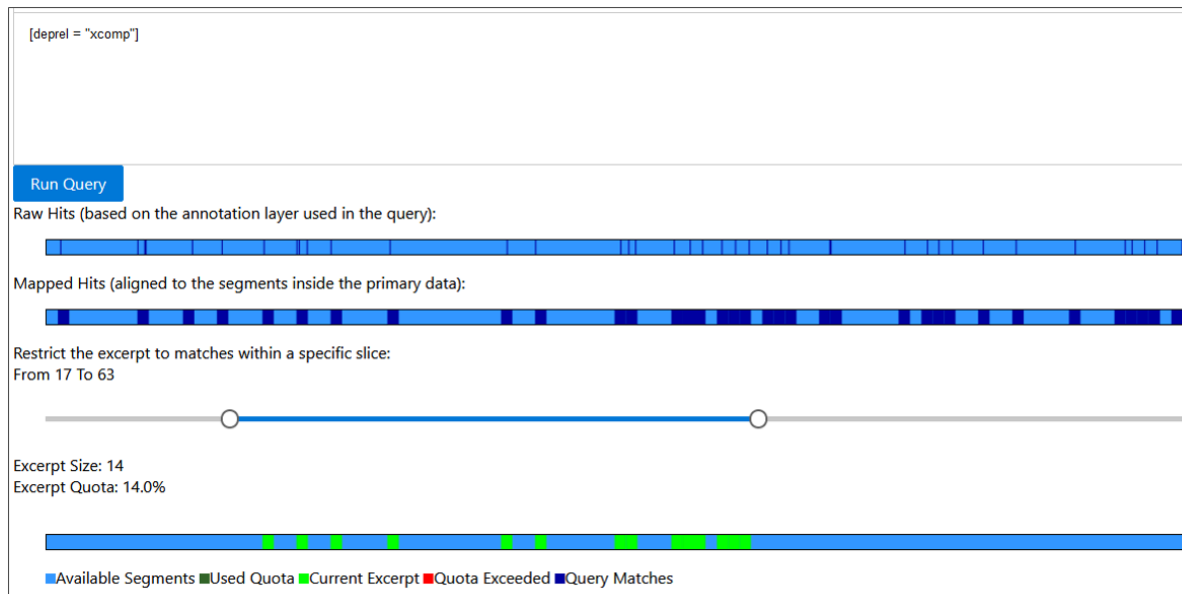 [deprel = "xcomp"]
Run Query
Raw Hits (based on the annotation layer used in the query):
Mapped Hits (aligned to the segments inside the primary data):
Restrict the excerpt to matches within a specific slice:
From 17 To 63
Excerpt Size: 14
Excerpt Quota: 14.0%
Available Segments Used Quota Current Excerpt Quota Exceeded Query Matches